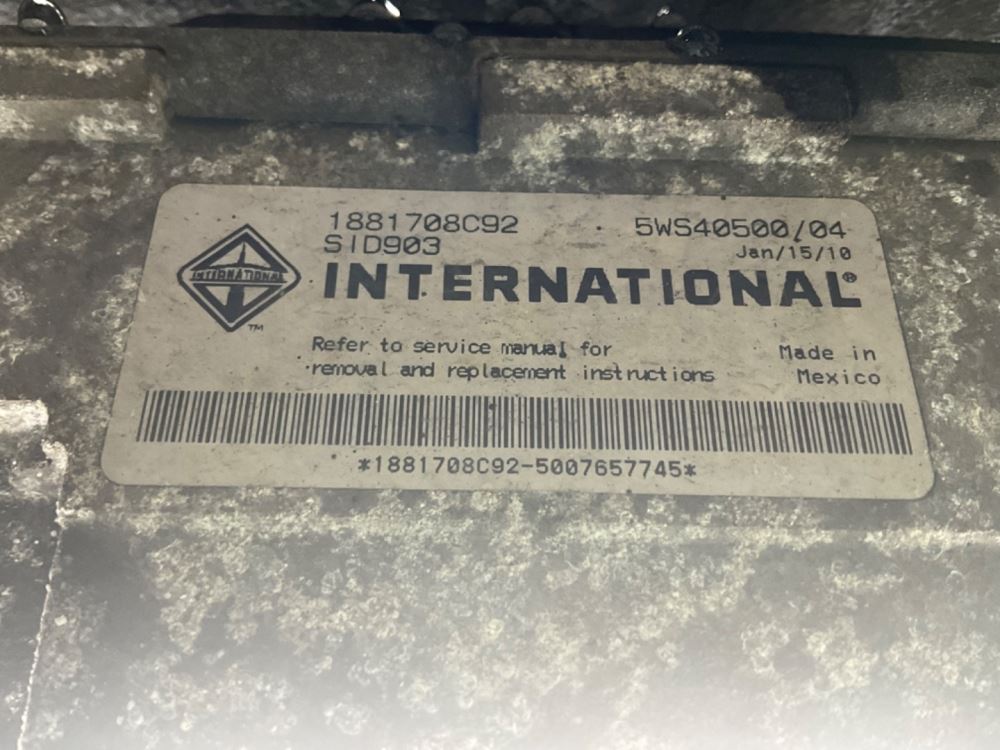 1881708C92 5WS40500/04
SID903 Jan/15/10
INTERNATIONAL
INTERNATIONAL®
TM
Refer to service manual for
removal and replacement instructions
Made in
Mexico
*1881708C92-5007657745*